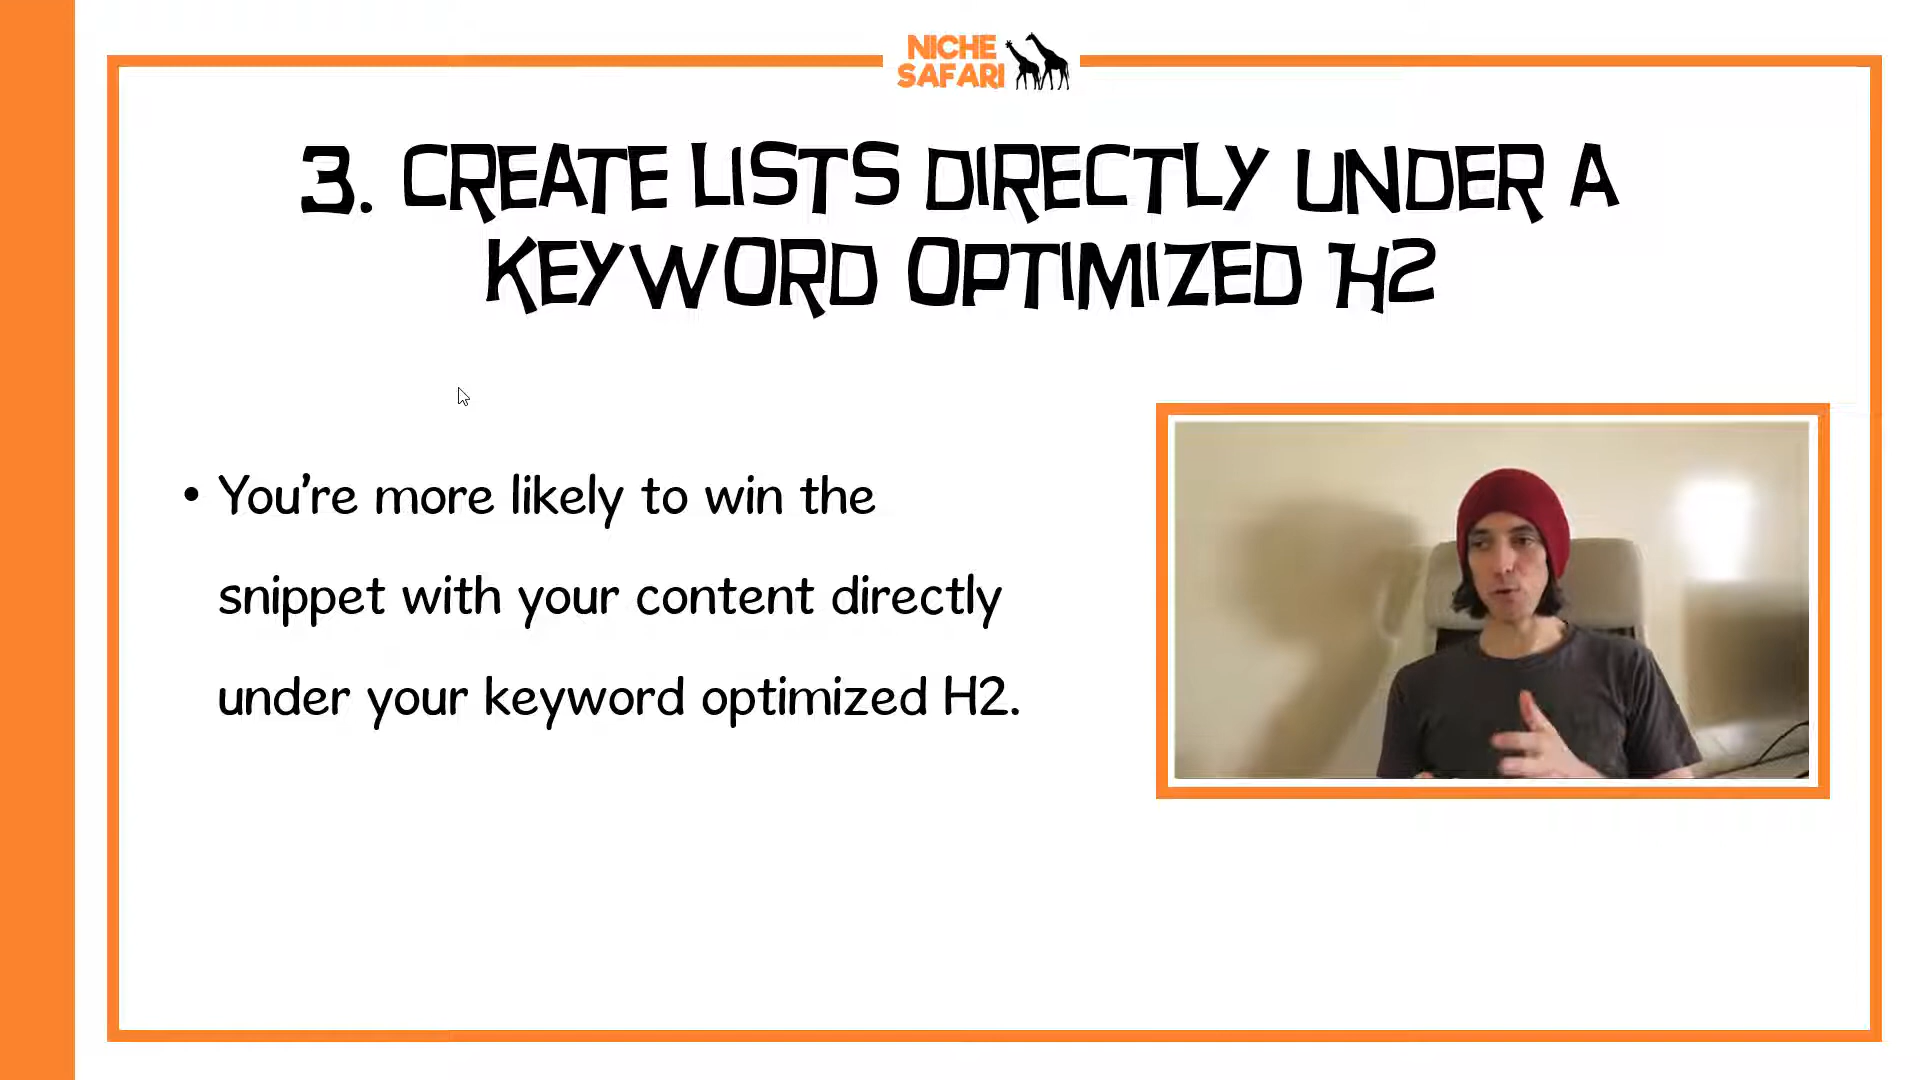 NICHE
SAFARI
3. CREATE LISTS DIRECTLY UNDER A
KEYWORD OPTIMIZED H2
• You're more likely to win the
snippet with your content directly
under your keyword optimized H2.